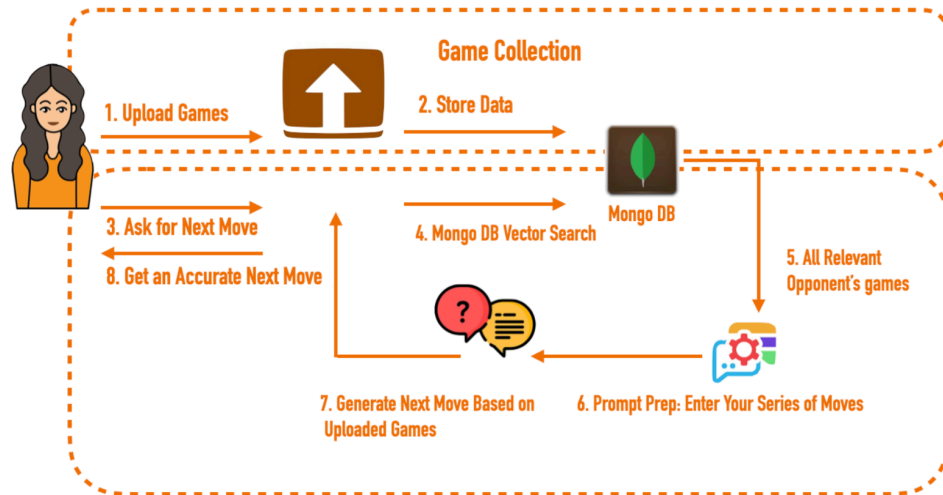 Game Collection
1. Upload Games
2. Store Data
Mongo DB
3. Ask for Next Move
4. Mongo DB Vector Search
8. Get an Accurate Next Move
5. All Relevant
Opponent's games
?
6. Prompt Prep: Enter Your Series of Moves
7. Generate Next Move Based on
Uploaded Games